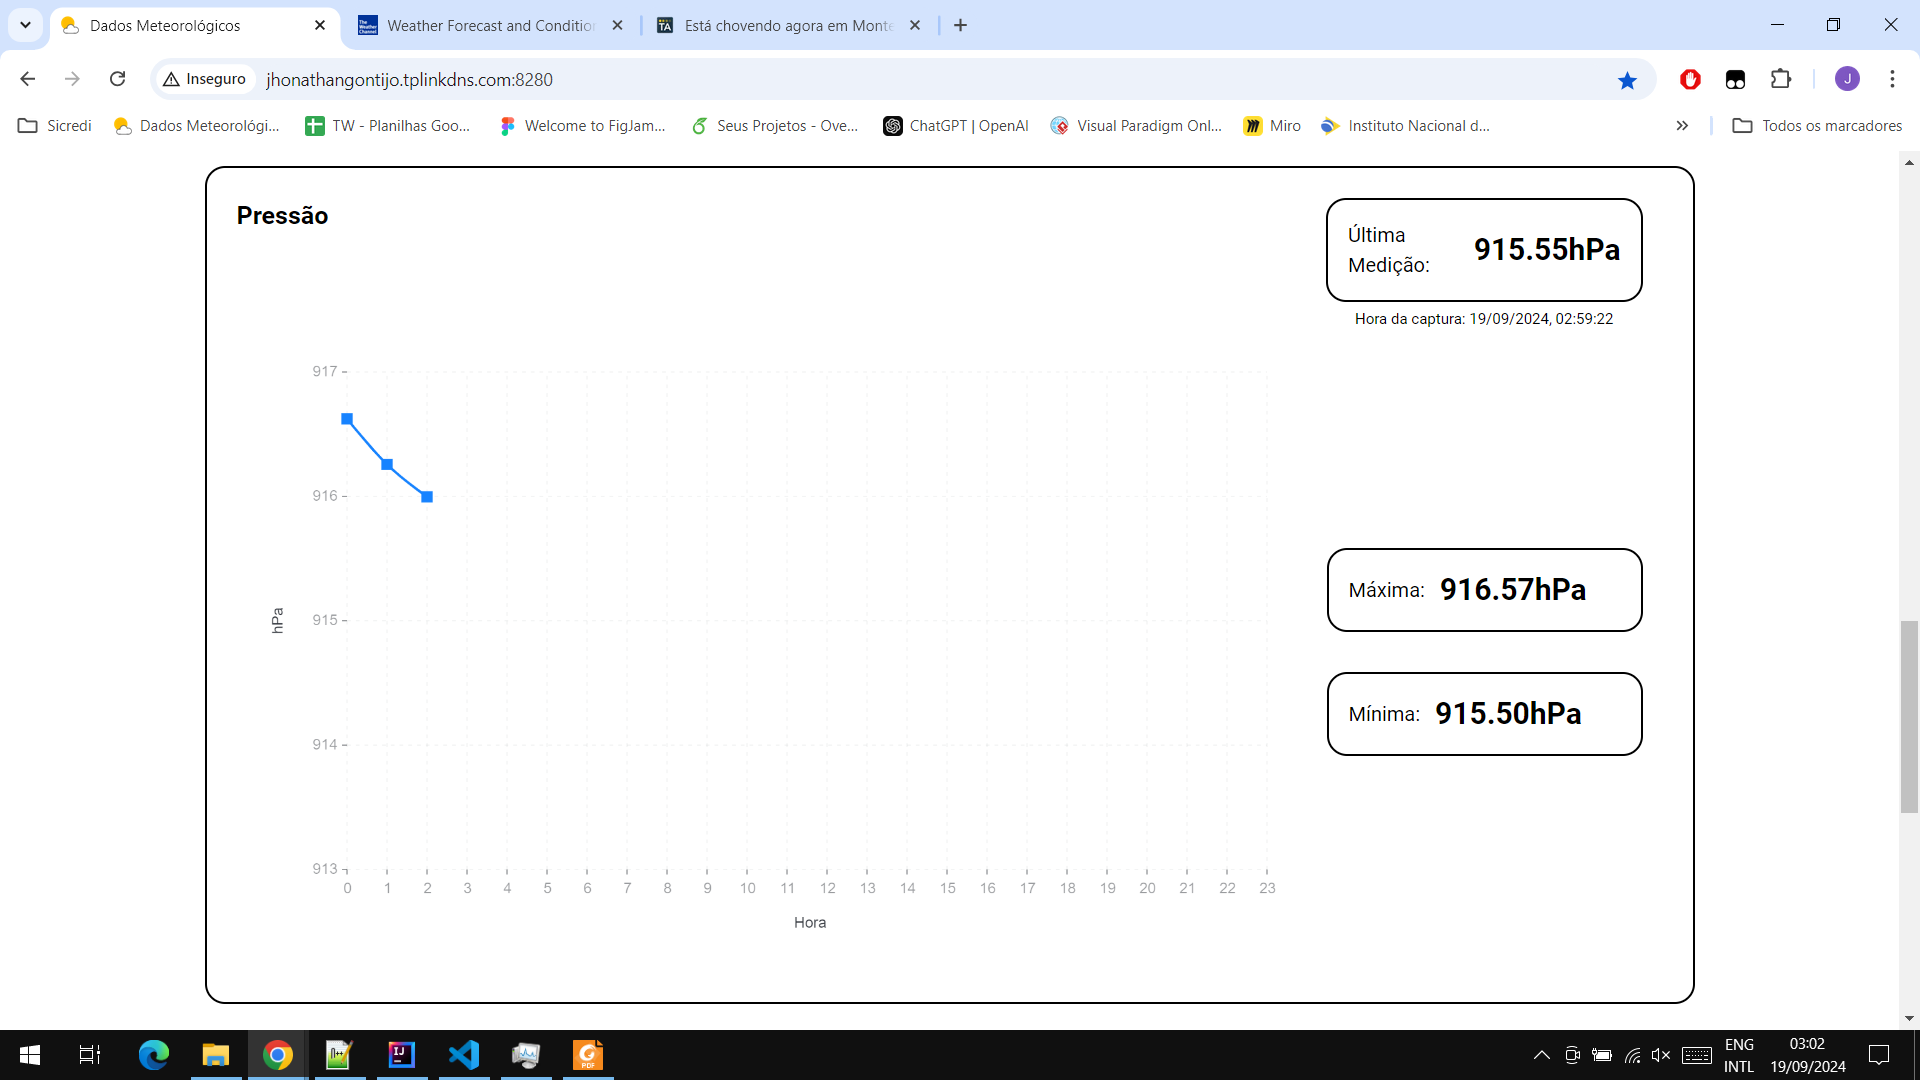 Dados Meteorológicos
Weather Forecast and Conditio
Está chovendo agora em Monte
Inseguro
jhonathangontijo.tplinkdns.com:8280
J
Sicredi
Dados Meteorológi...
TW - Planilhas Goo...
Welcome to FigJam...
Seus Projetos - Ove...
ChatGPT | OpenAI
Visual Paradigm Onl...
Miro
Instituto Nacional d...
Todos os marcadores
Pressão
Última
Medição:
915.55hPa
Hora da captura: 19/09/2024, 02:59:22
917
916
915
914
913
hPa
0 1 2 3 4 5 6 7 8 9 10 11 12 13 14 15 16 17 18 19 20 21 22 23
Hora
Máxima: 916.57hPa
Mínima: 915.50hPa
ENG
INTL
03:02
19/09/2024